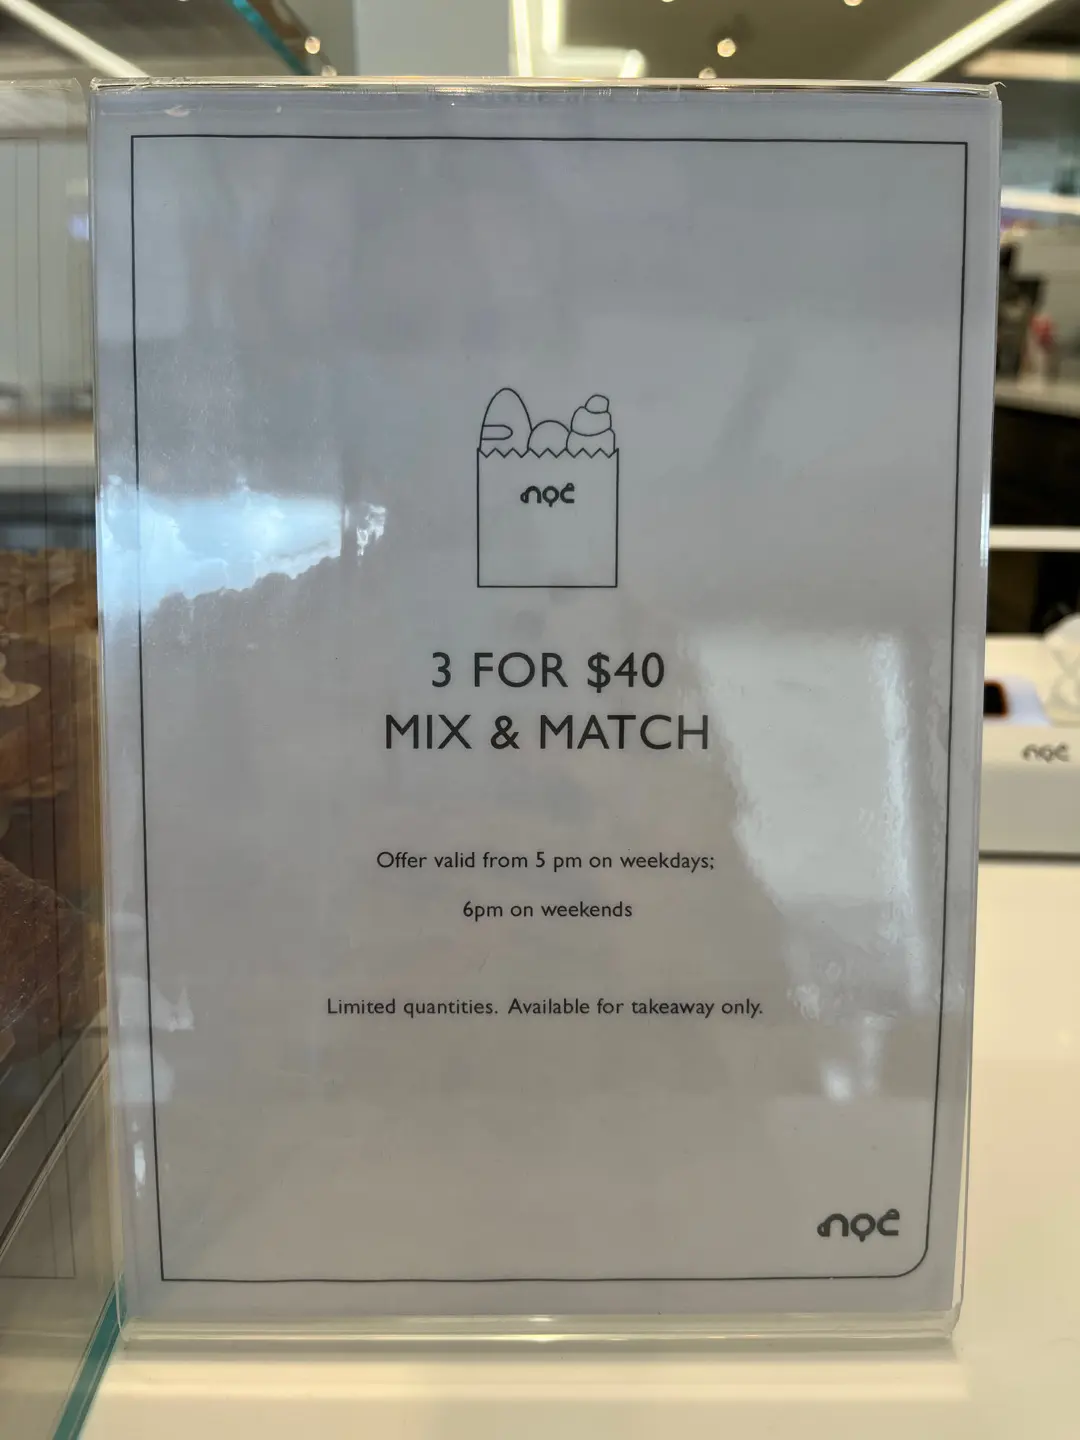 noc
3 FOR $40
MIX & MATCH
Offer valid from 5 pm on weekdays;
6pm on weekends
Limited quantities. Available for takeaway only.
noc
noc